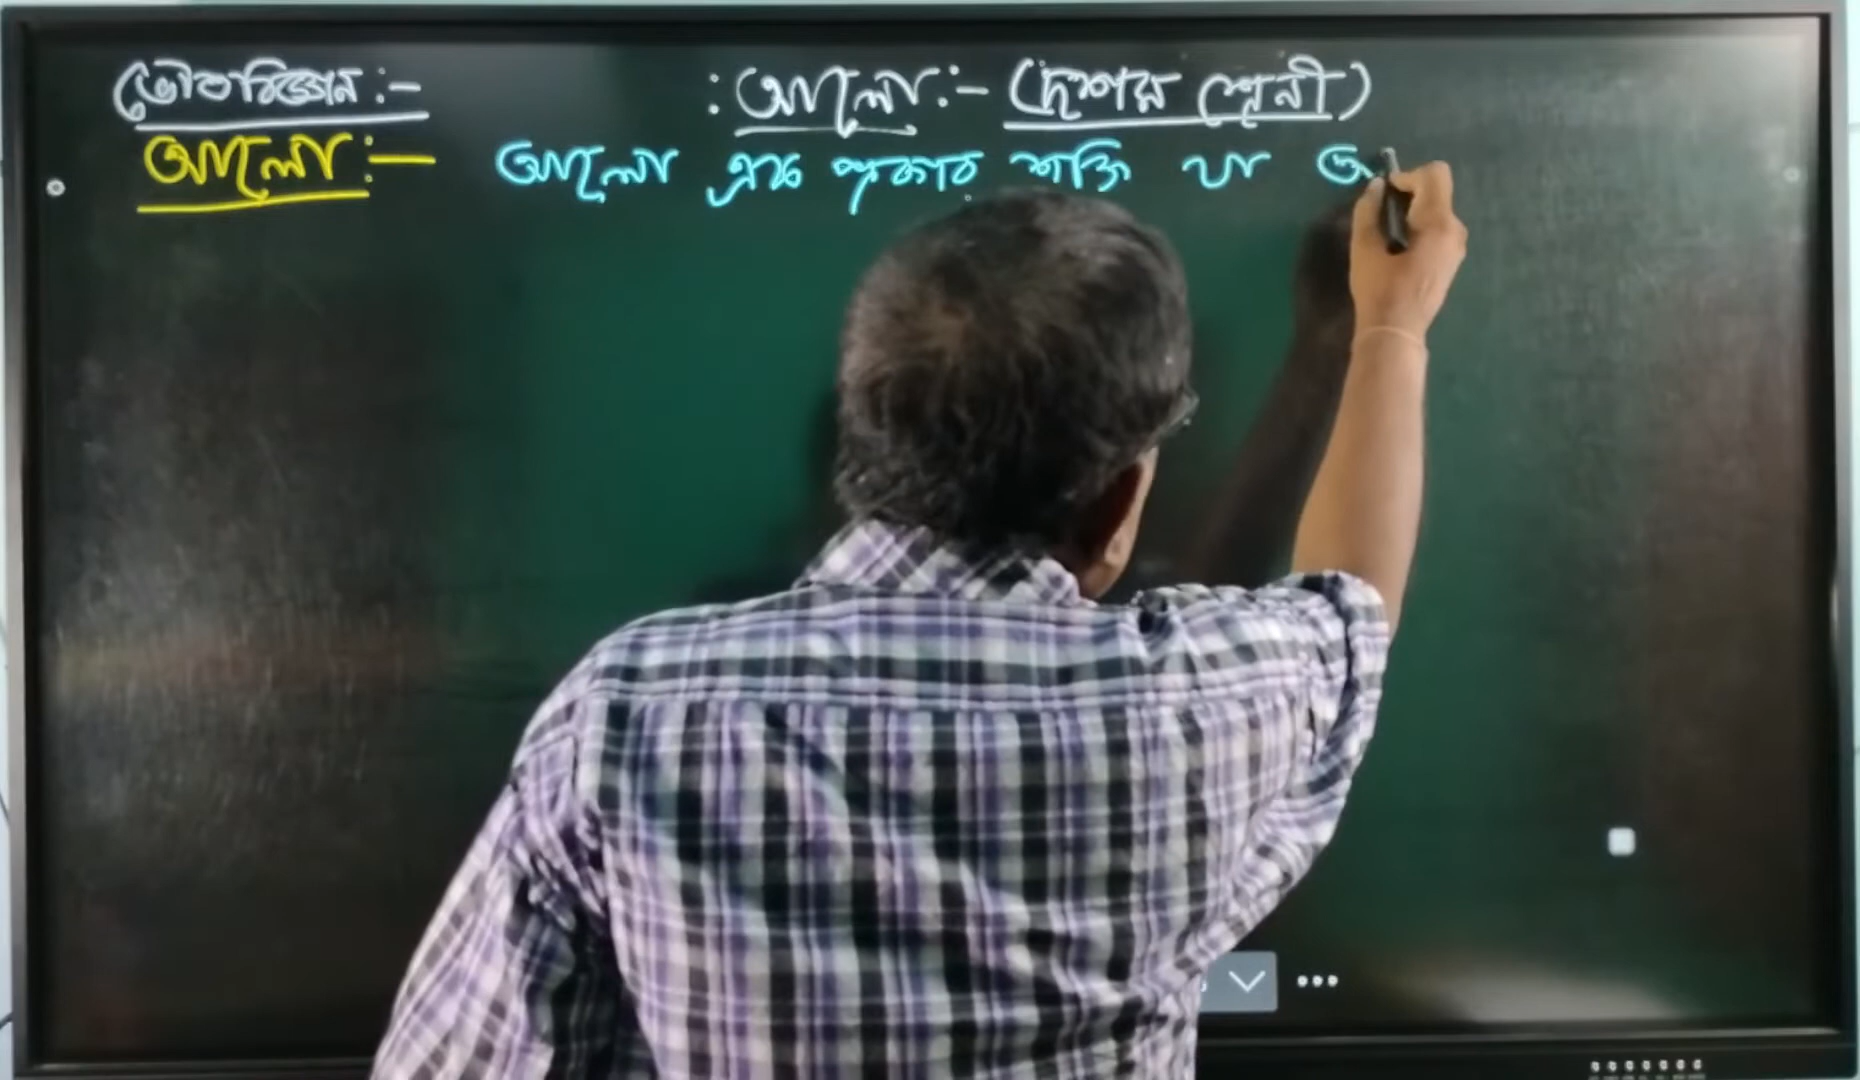 ভৌতবিজ্ঞান :- : আলো :- (দশম শ্রেনী)
আলো :- আলো এক প্রকার শক্তি যা